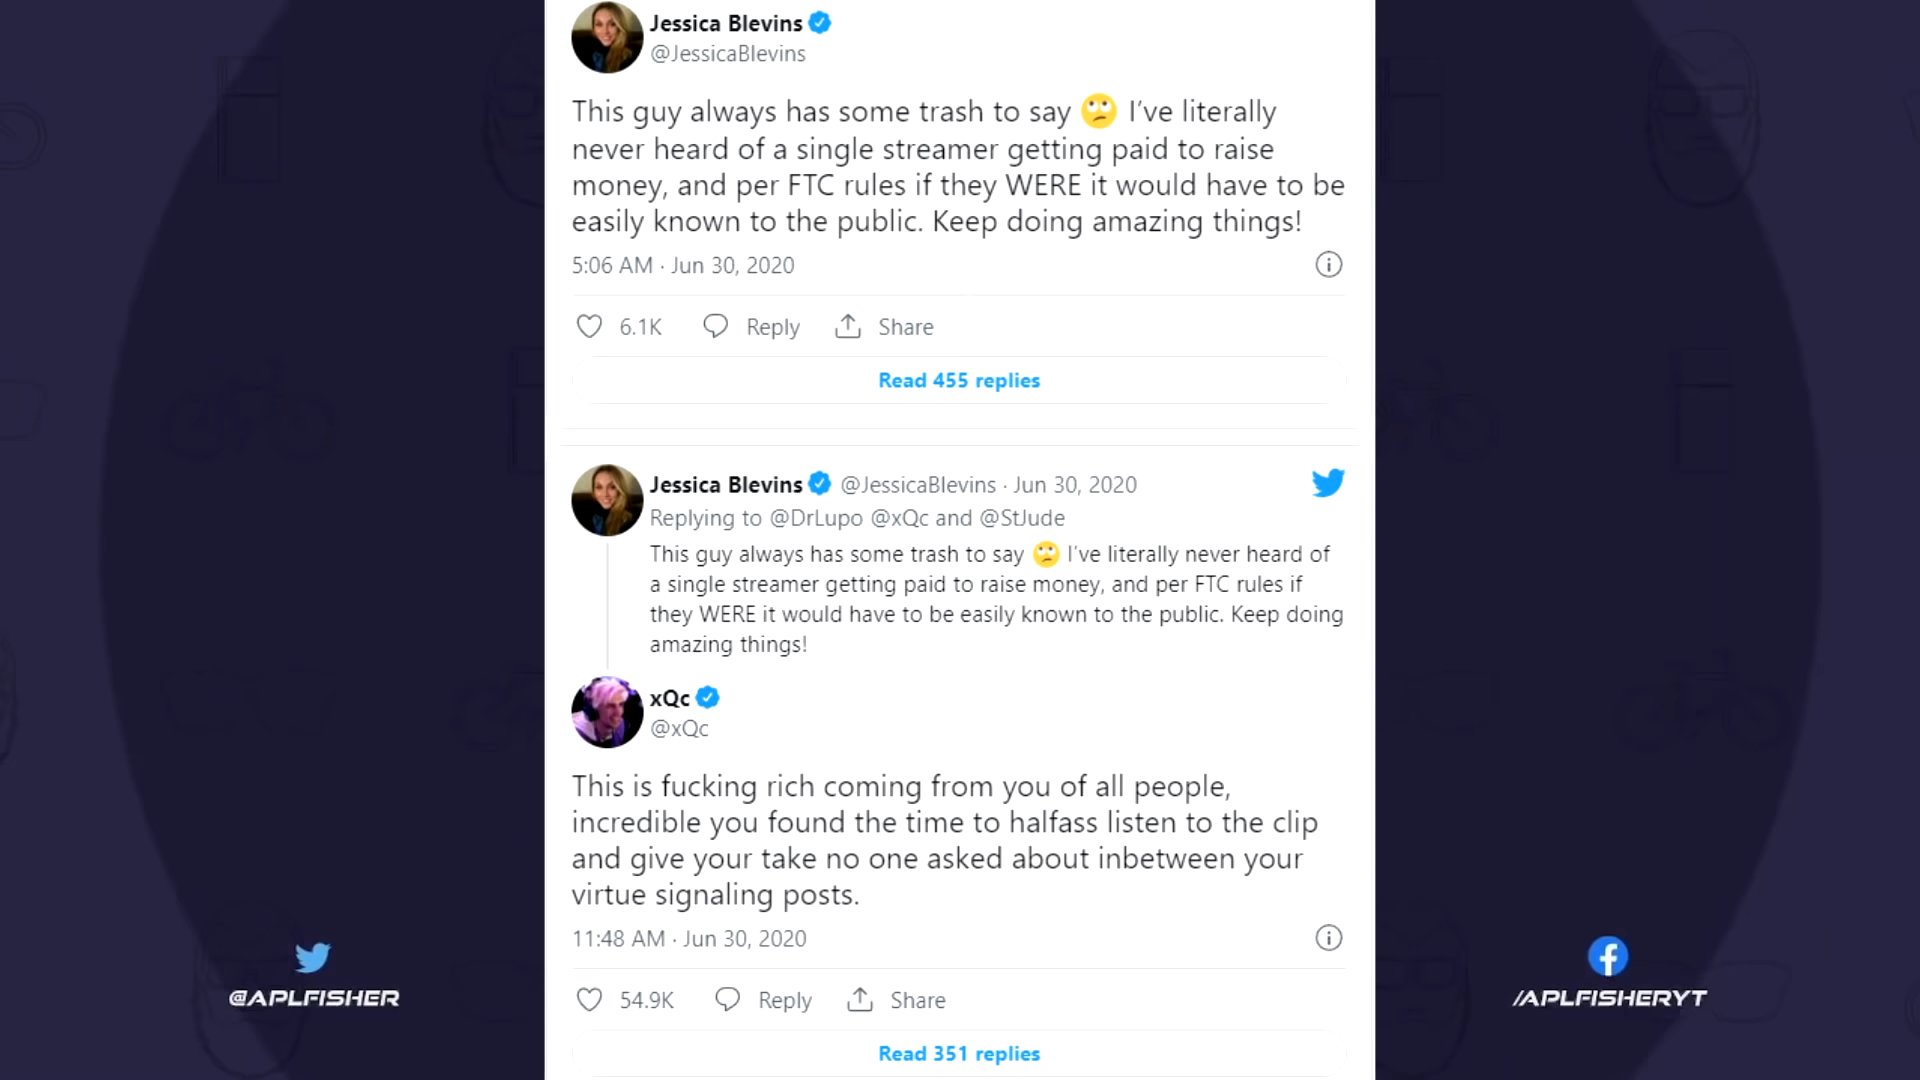 Jessica Blevins
@JessicaBlevins
This guy always has some trash to say 🙄 I've literally
never heard of a single streamer getting paid to raise
money, and per FTC rules if they WERE it would have to be
easily known to the public. Keep doing amazing things!
5:06 AM · Jun 30, 2020
6.1K Reply Share
Read 455 replies
Jessica Blevins @JessicaBlevins · Jun 30, 2020
Replying to @DrLupo @xQc and @StJude
This guy always has some trash to say 🙄 I've literally never heard of
a single streamer getting paid to raise money, and per FTC rules if
they WERE it would have to be easily known to the public. Keep doing
amazing things!
xQc
@xQc
This is fucking rich coming from you of all people,
incredible you found the time to halfass listen to the clip
and give your take no one asked about inbetween your
virtue signaling posts.
11:48 AM · Jun 30, 2020
54.9K Reply Share
Read 351 replies
@APLFISHER
/APLFISHERYT